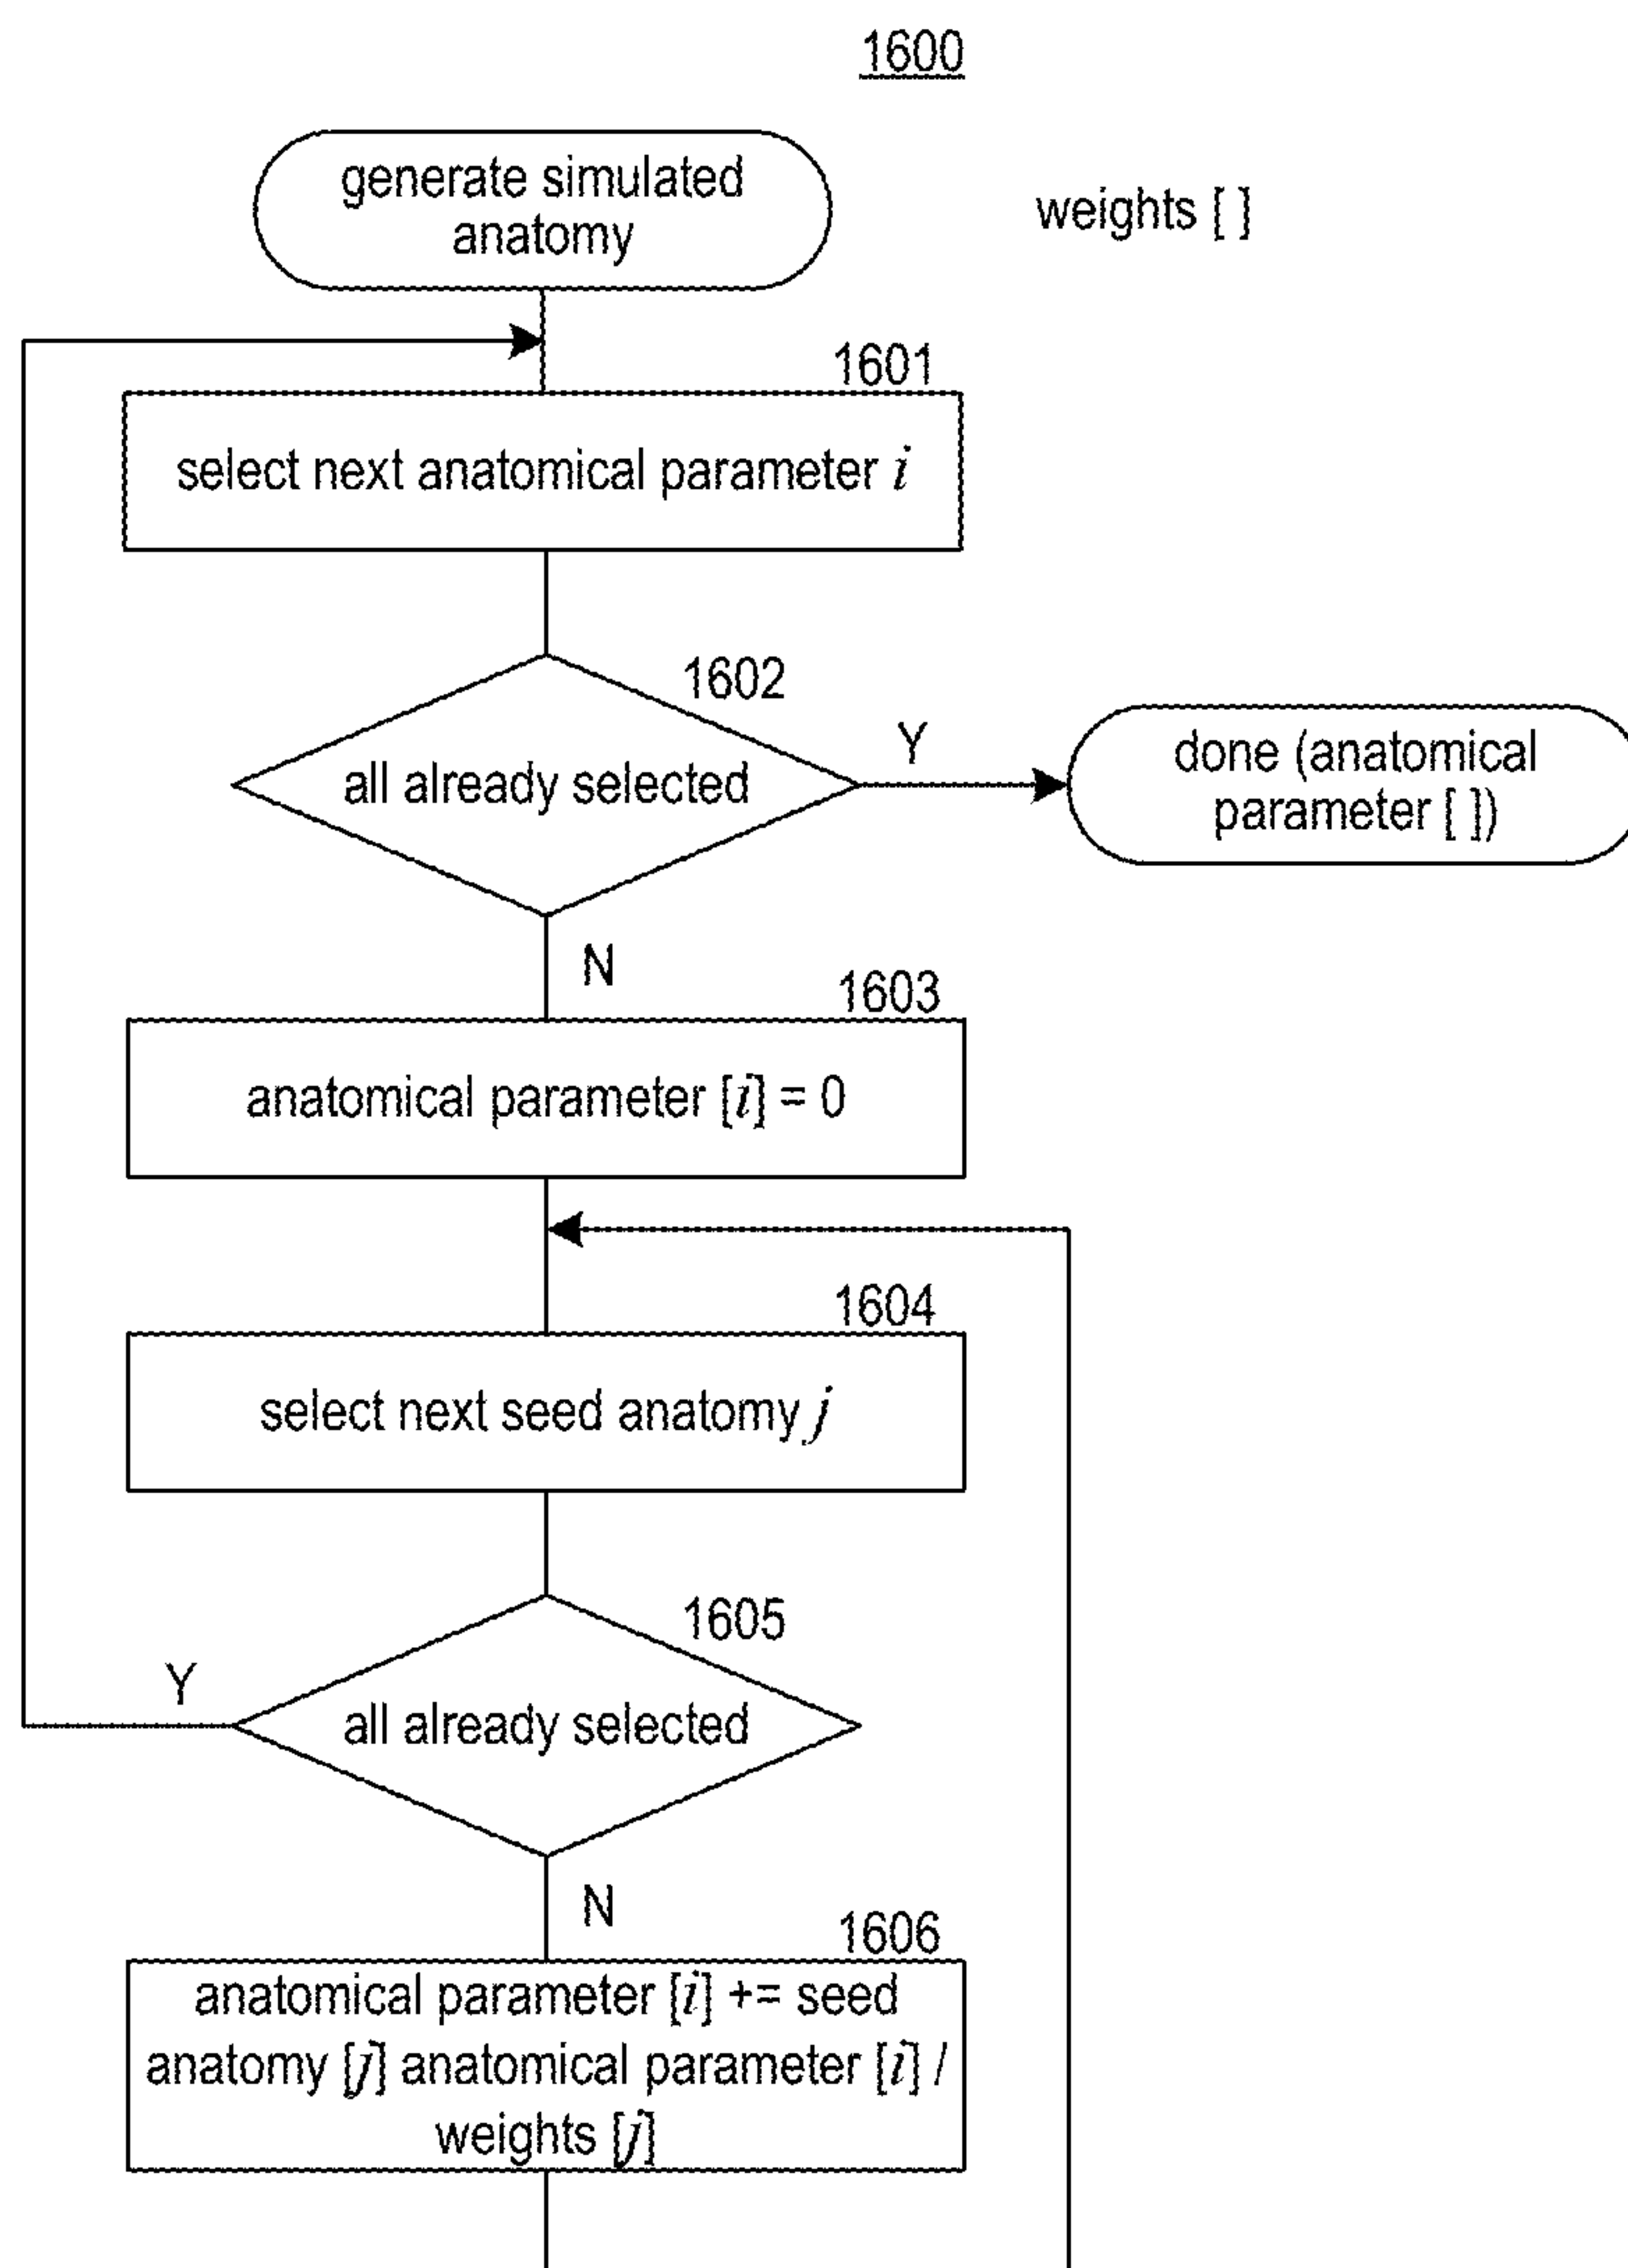 1600
generate simulated
anatomy
weights [ ]
1601
select next anatomical parameter i
1602
all already selected
Y
done (anatomical
parameter [ ])
N
1603
anatomical parameter [i] = 0
1604
select next seed anatomy j
1605
Y
all already selected
N
1606
anatomical parameter [i] += seed
anatomy [j] anatomical parameter [i] /
weights [j]